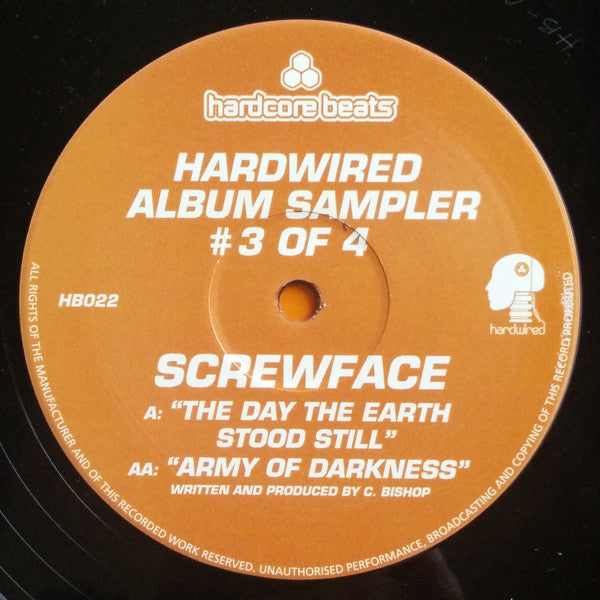 hardcore beats
HARDWIRED
ALBUM SAMPLER
# 3 OF 4
HB022
hardwired
SCREWFACE
A: “THE DAY THE EARTH
STOOD STILL”
AA: “ARMY OF DARKNESS”
WRITTEN AND PRODUCED BY C. BISHOP
ALL RIGHTS OF THE MANUFACTURER AND OF THIS RECORDED WORK RESERVED. UNAUTHORISED PERFORMANCE, BROADCASTING AND COPYING OF THIS RECORD PROHIBITED